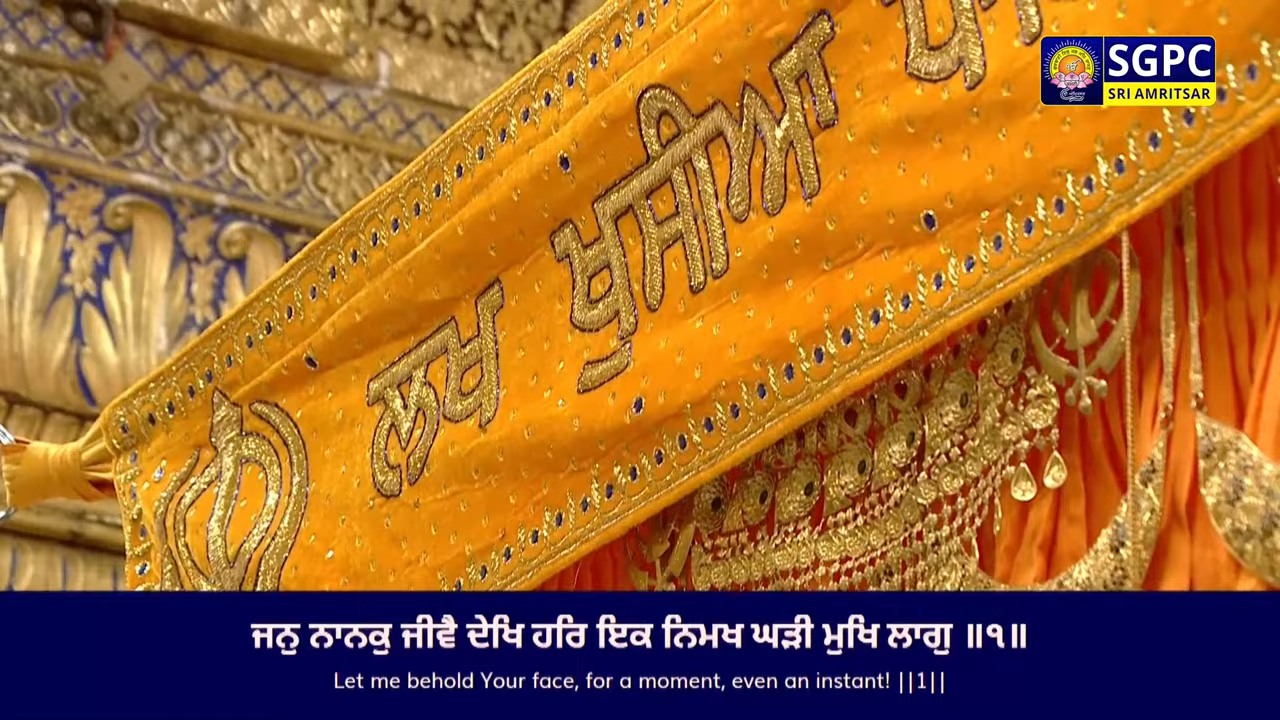 SGPC
SRI AMRITSAR
ਲਖ ਖੁਸੀਆ
ਜਨੁ ਨਾਨਕੁ ਜੀਵੈ ਦੇਖਿ ਹਰਿ ਇਕ ਨਿਮਖ ਘੜੀ ਮੁਖਿ ਲਾਗੁ ॥੧॥
Let me behold Your face, for a moment, even an instant! ||1||